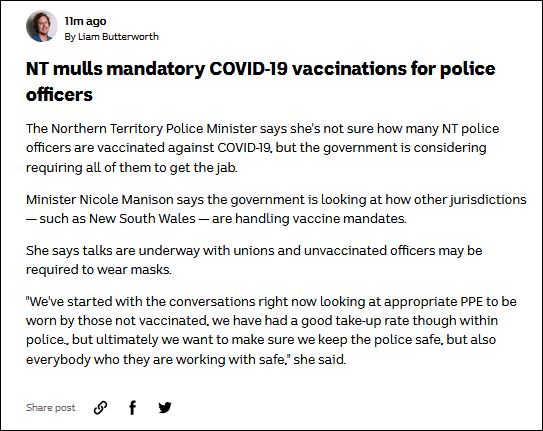 11m ago
By Liam Butterworth
NT mulls mandatory COVID-19 vaccinations for police
officers
The Northern Territory Police Minister says she's not sure how many NT police
officers are vaccinated against COVID-19, but the government is considering
requiring all of them to get the jab.
Minister Nicole Manison says the government is looking at how other jurisdictions
— such as New South Wales — are handling vaccine mandates.
She says talks are underway with unions and unvaccinated officers may be
required to wear masks.
"We've started with the conversations right now looking at appropriate PPE to be
worn by those not vaccinated, we have had a good take-up rate though within
police., but ultimately we want to make sure we keep the police safe, but also
everybody who they are working with safe," she said.
Share post